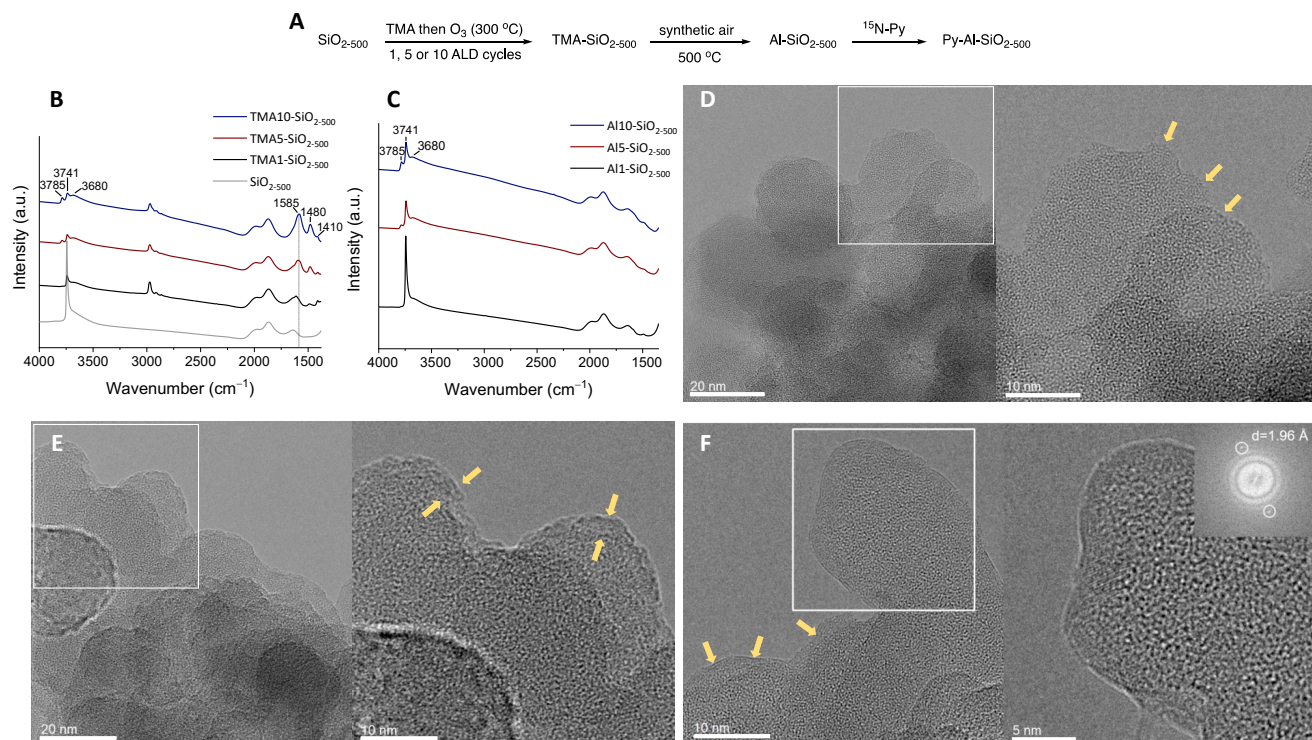 A
SiO2-500 TMA then O3 (300 °C) TMA-SiO2-500 synthetic air Al-SiO2-500 15N-Py Py-Al-SiO2-500
1, 5 or 10 ALD cycles 500 °C
B
TMA10-SiO2-500
TMA5-SiO2-500
TMA1-SiO2-500
SiO2-500
3741
3785
3680
1585
1480
1410
Intensity (a.u.)
4000 3500 3000 2500 2000 1500
Wavenumber (cm−1)
C
Al10-SiO2-500
Al5-SiO2-500
Al1-SiO2-500
3741
3785
3680
Intensity (a.u.)
4000 3500 3000 2500 2000 1500
Wavenumber (cm−1)
D
20 nm
10 nm
E
20 nm
10 nm
F
d=1.96 Å
10 nm
5 nm